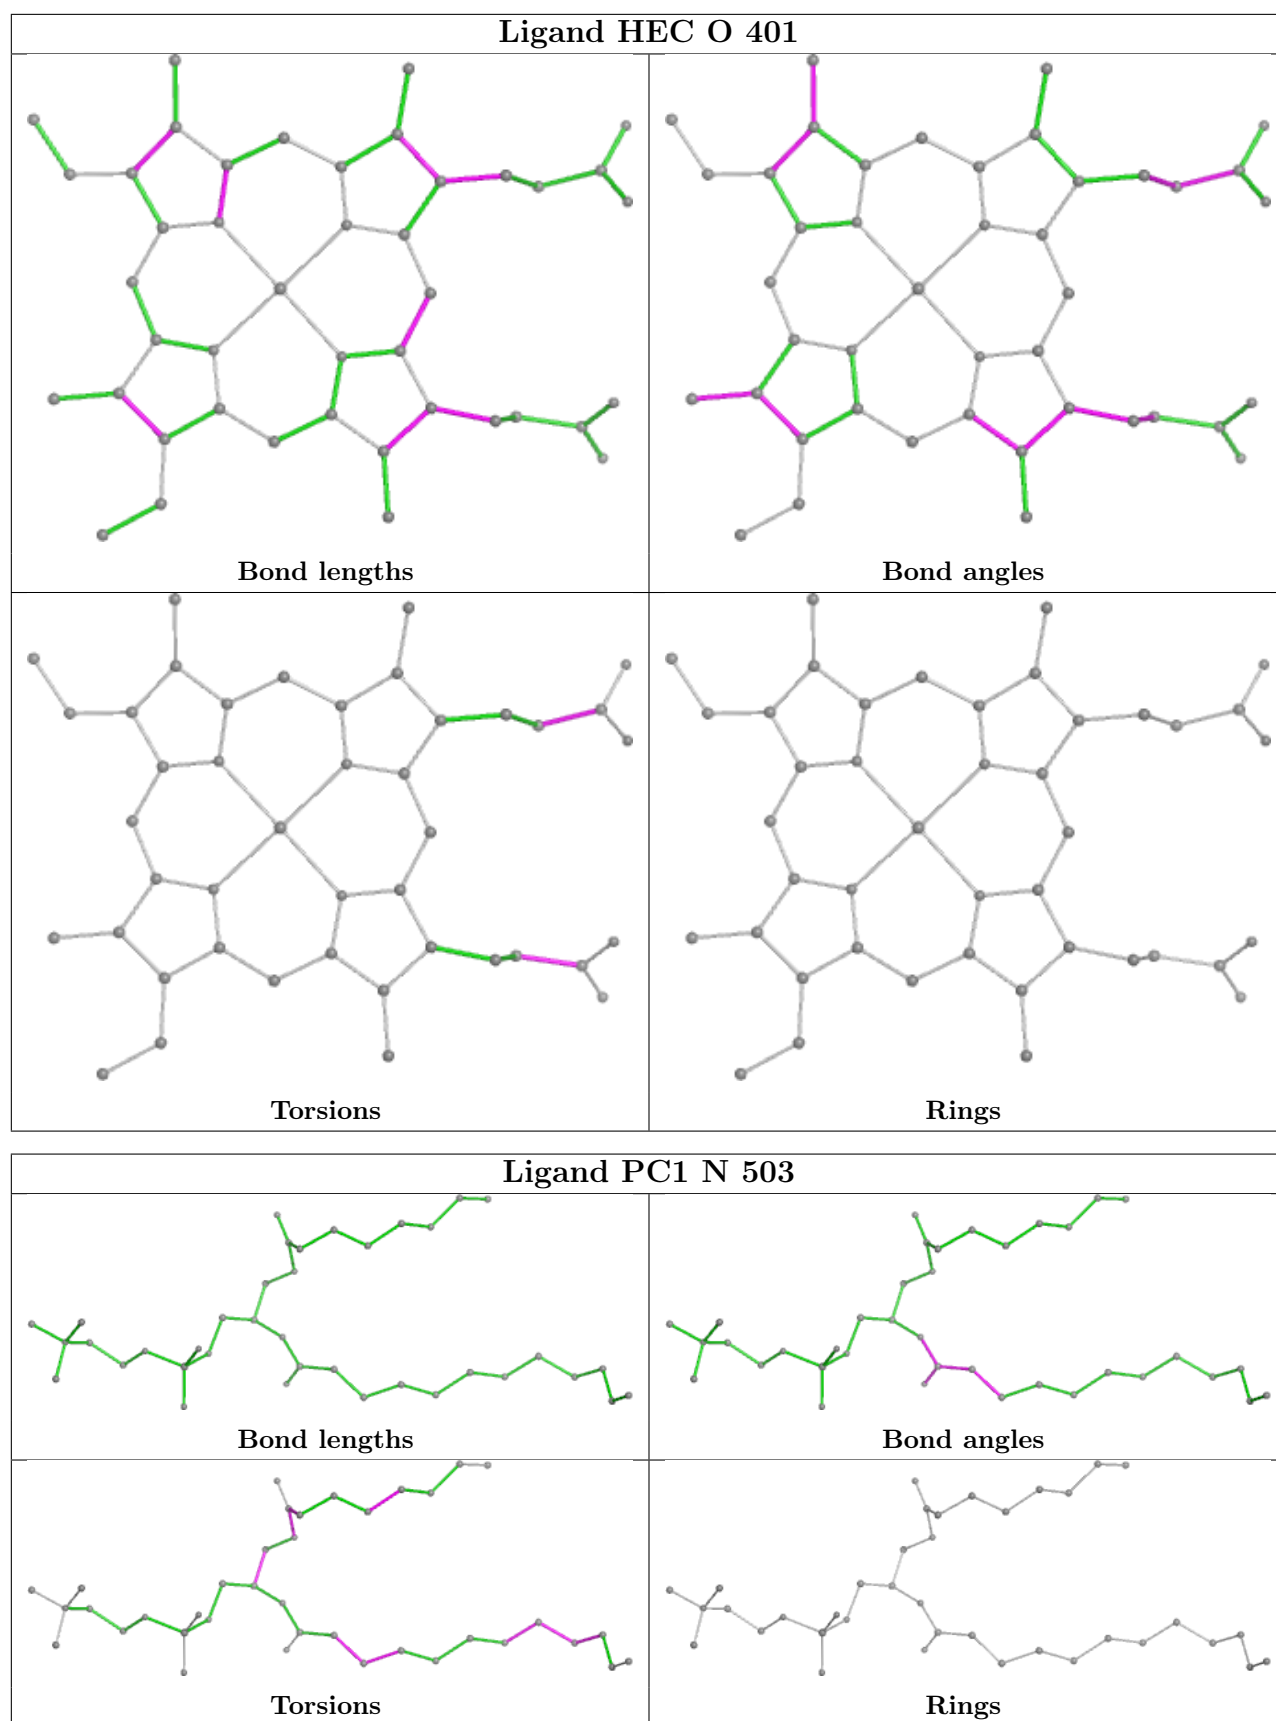 Ligand HEC O 401
Bond lengths
Bond angles
Torsions
Rings
Ligand PC1 N 503
Bond lengths
Bond angles
Torsions
Rings